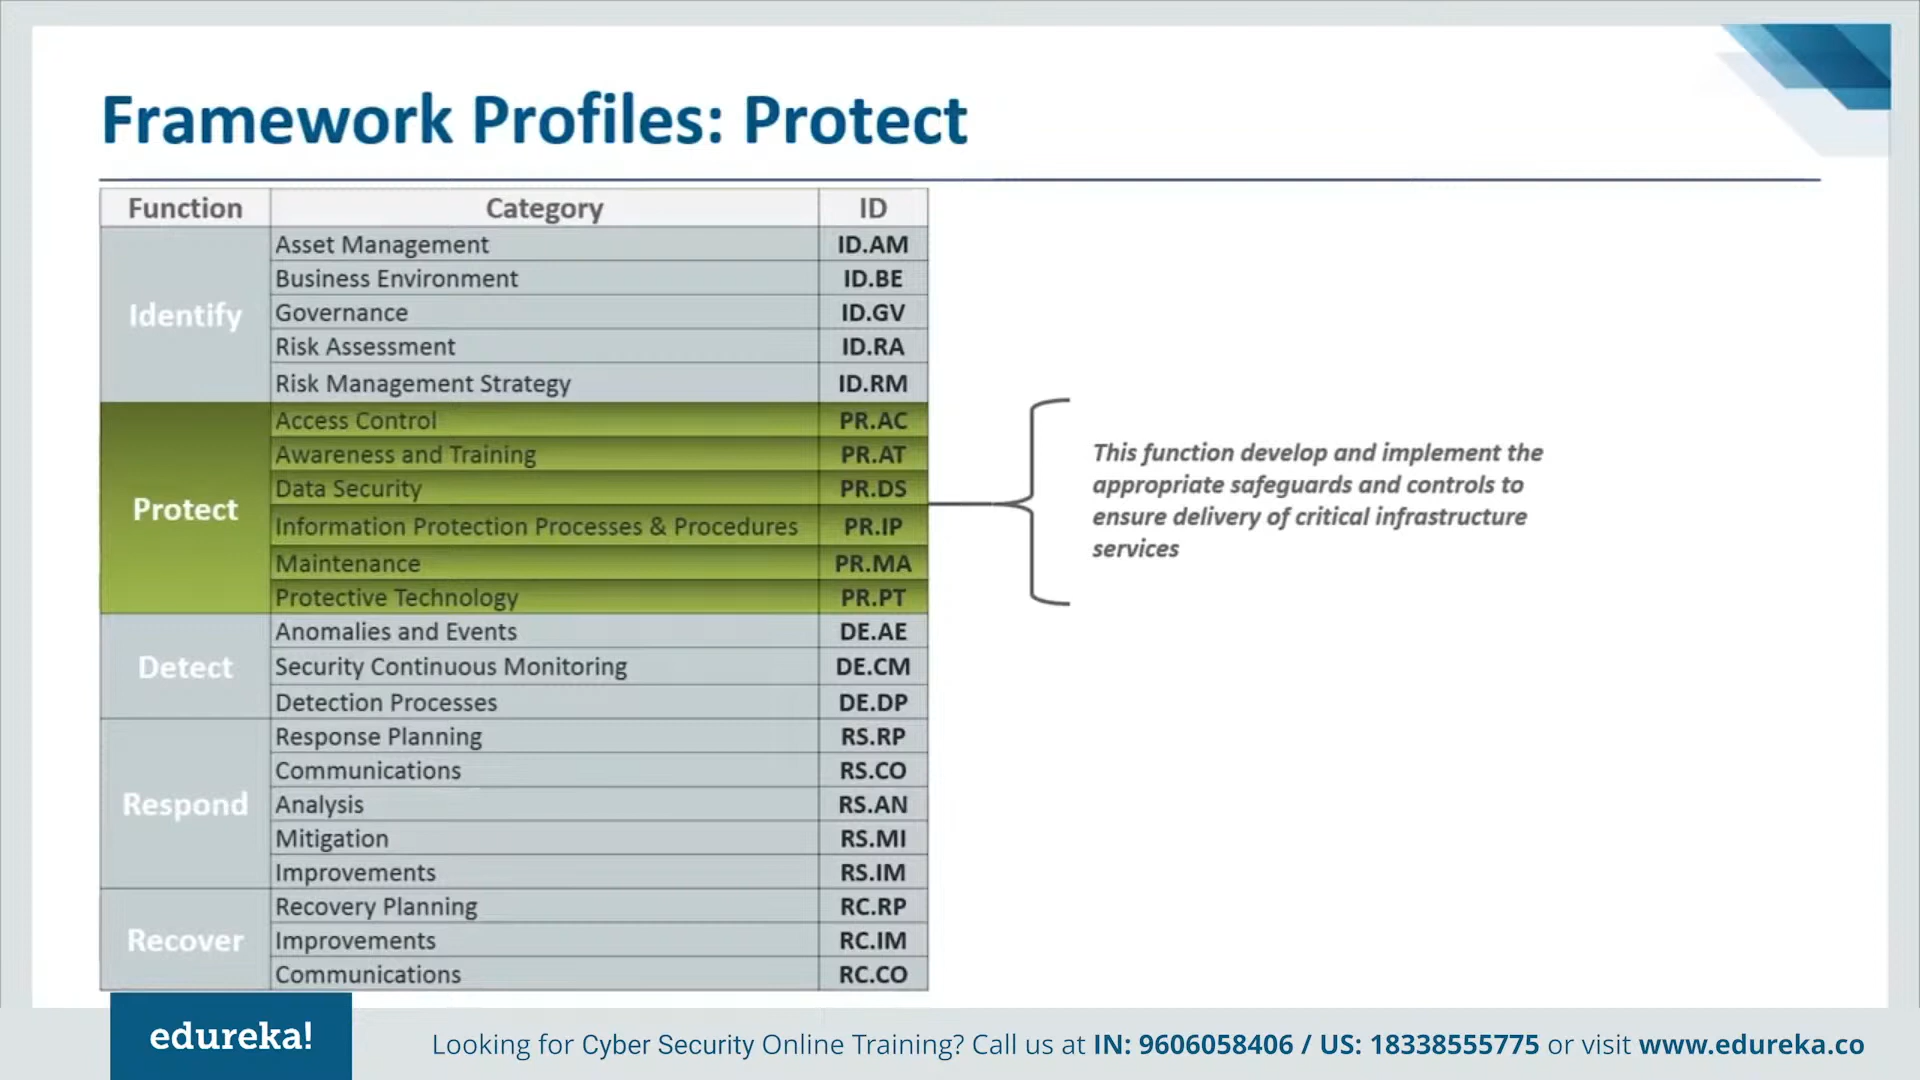 Framework Profiles: Protect
Function Category ID
Identify
Asset Management ID.AM
Business Environment ID.BE
Governance ID.GV
Risk Assessment ID.RA
Risk Management Strategy ID.RM
Protect
Access Control PR.AC
Awareness and Training PR.AT
Data Security PR.DS
Information Protection Processes & Procedures PR.IP
Maintenance PR.MA
Protective Technology PR.PT
Detect
Anomalies and Events DE.AE
Security Continuous Monitoring DE.CM
Detection Processes DE.DP
Respond
Response Planning RS.RP
Communications RS.CO
Analysis RS.AN
Mitigation RS.MI
Improvements RS.IM
Recover
Recovery Planning RC.RP
Improvements RC.IM
Communications RC.CO
This function develop and implement the
appropriate safeguards and controls to
ensure delivery of critical infrastructure
services
edureka!
Looking for Cyber Security Online Training? Call us at IN: 9606058406 / US: 18338555775 or visit www.edureka.co